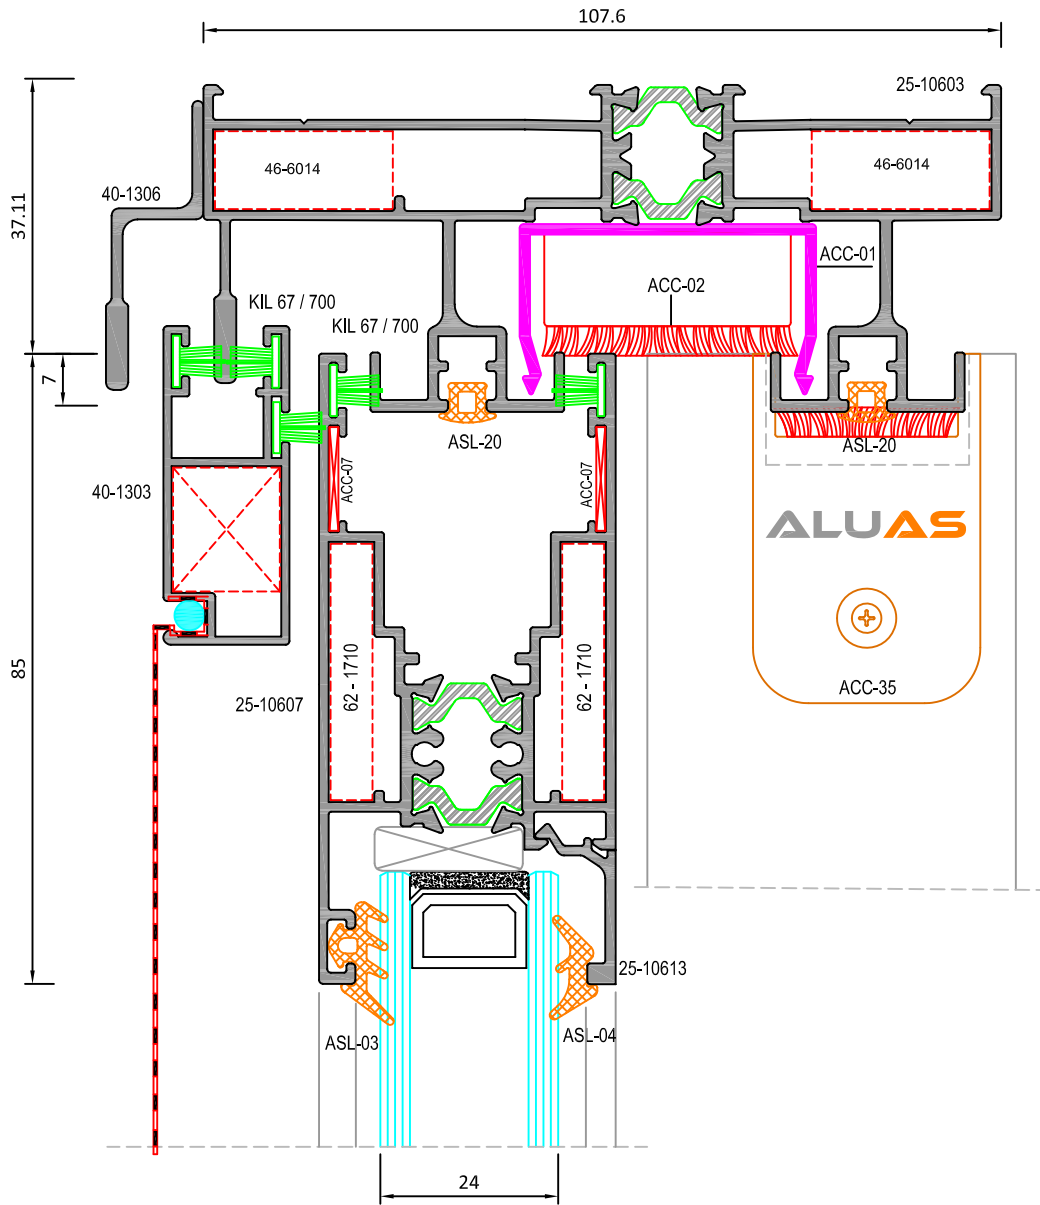 107.6
25-10603
46-6014
46-6014
40-1306
37.11
ACC-01
ACC-02
KIL 67 / 700
KIL 67 / 700
7
ASL-20
ASL-20
ACC-07
ACC-07
40-1303
ALUAS
85
62 - 1710
62 - 1710
25-10607
ACC-35
25-10613
ASL-03
ASL-04
24